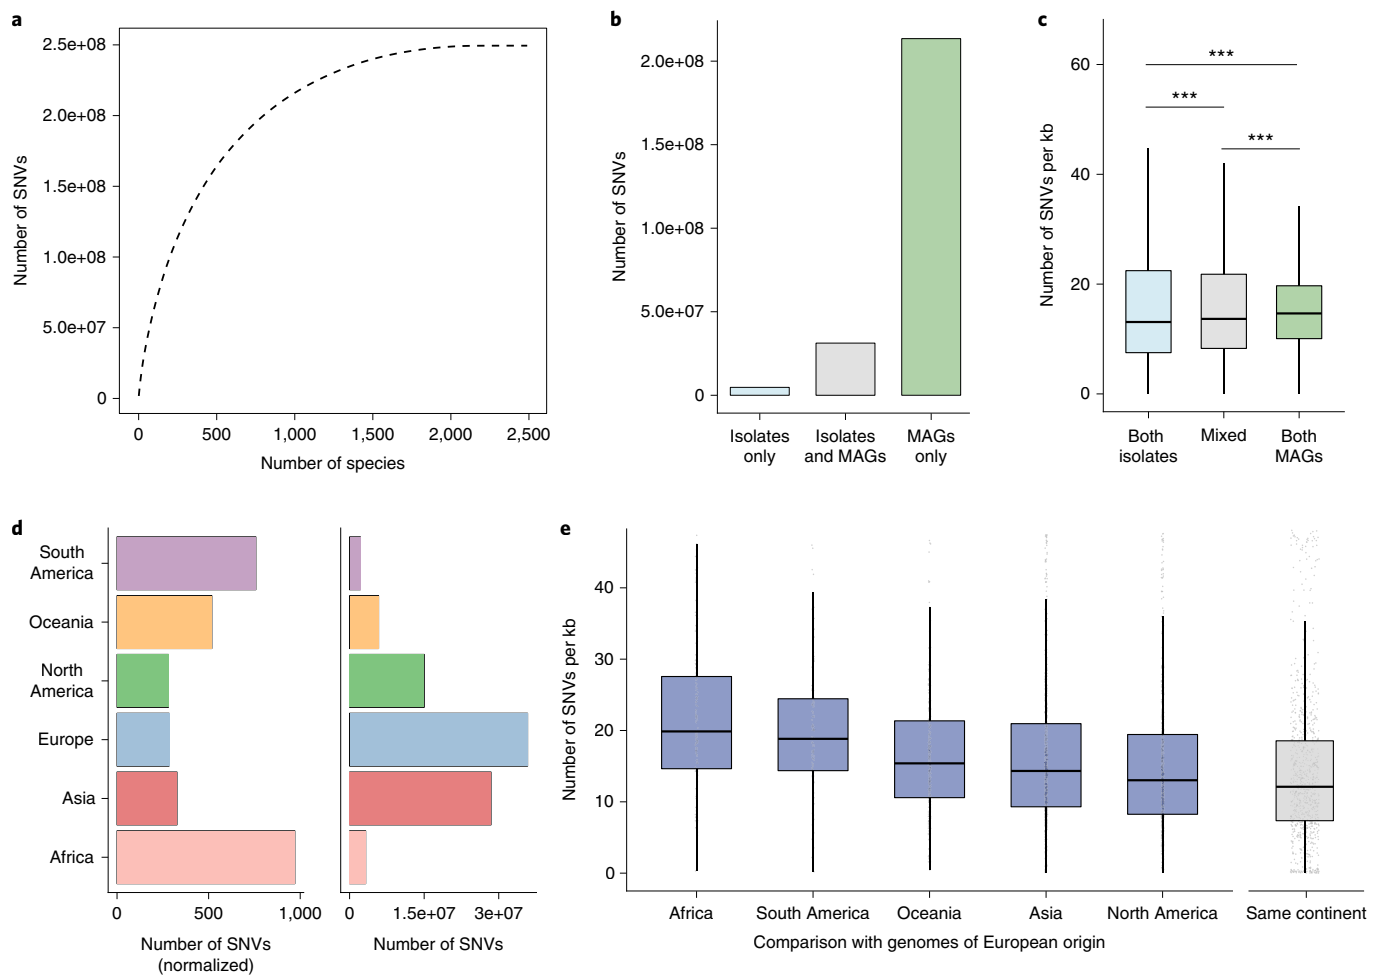 a
2.5e+08
2.0e+08
1.5e+08
1.0e+08
5.0e+07
0
Number of SNVs
0 500 1,000 1,500 2,000 2,500
Number of species
b
2.0e+08
1.5e+08
1.0e+08
5.0e+07
0
Number of SNVs
Isolates only
Isolates and MAGs
MAGs only
c
60
40
20
0
Number of SNVs per kb
***
***
***
Both isolates
Mixed
Both MAGs
d
South America
Oceania
North America
Europe
Asia
Africa
0 500 1,000
Number of SNVs
(normalized)
0 1.5e+07 3e+07
Number of SNVs
e
40
30
20
10
0
Number of SNVs per kb
Africa South America Oceania Asia North America Same continent
Comparison with genomes of European origin